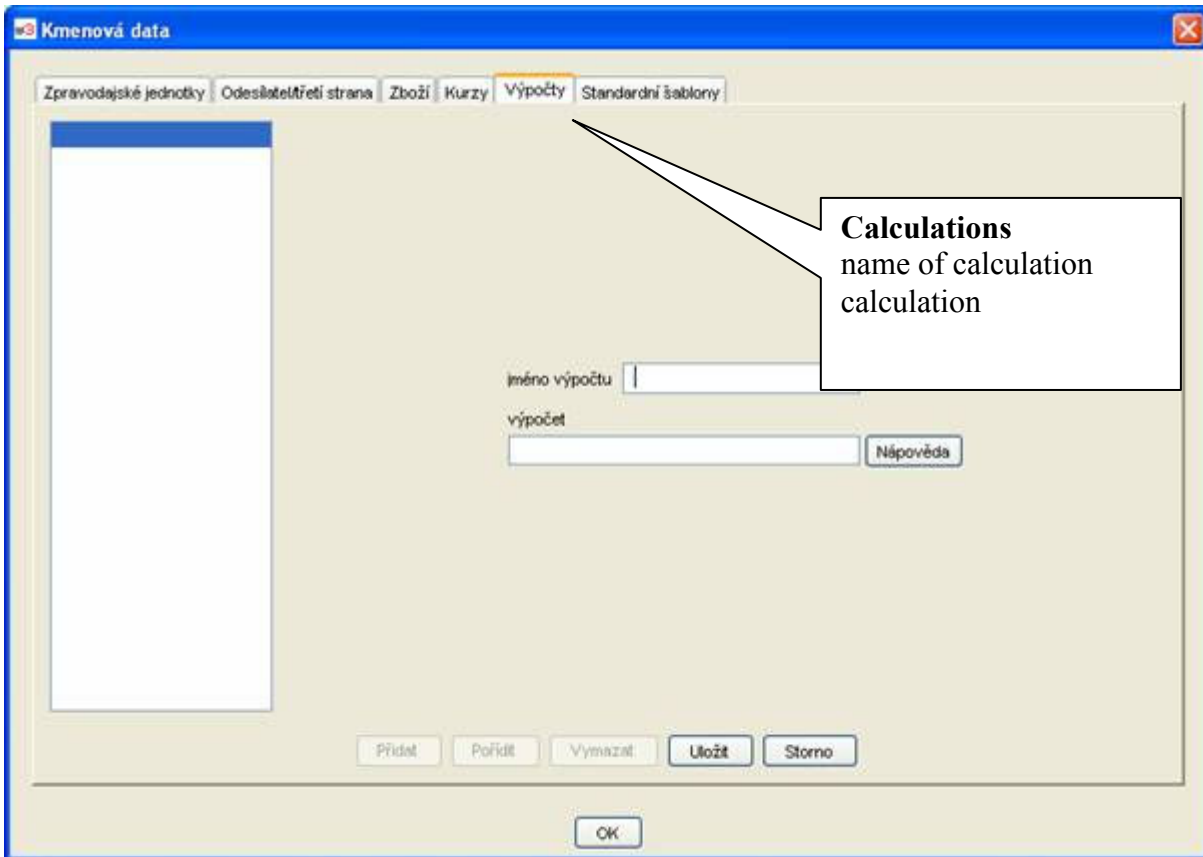 Kmenová data
Zpravodajské jednotky Odesílatel/třetí strana Zboží Kurzy Výpočty Standardní šablony
Calculations
name of calculation
calculation
jméno výpočtu
výpočet
Nápověda
Přidat Pořídit Vymazat Uložit Storno
OK